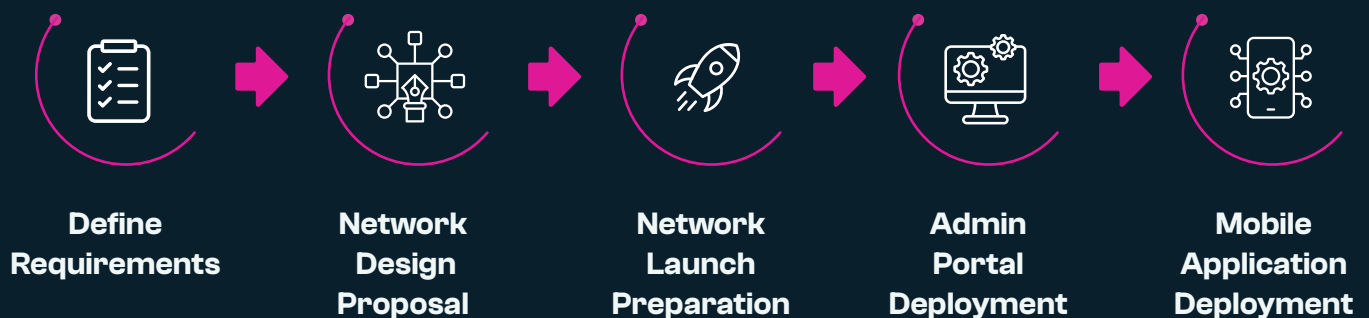 Define
Requirements
Network
Design
Proposal
Network
Launch
Preparation
Admin
Portal
Deployment
Mobile
Application
Deployment